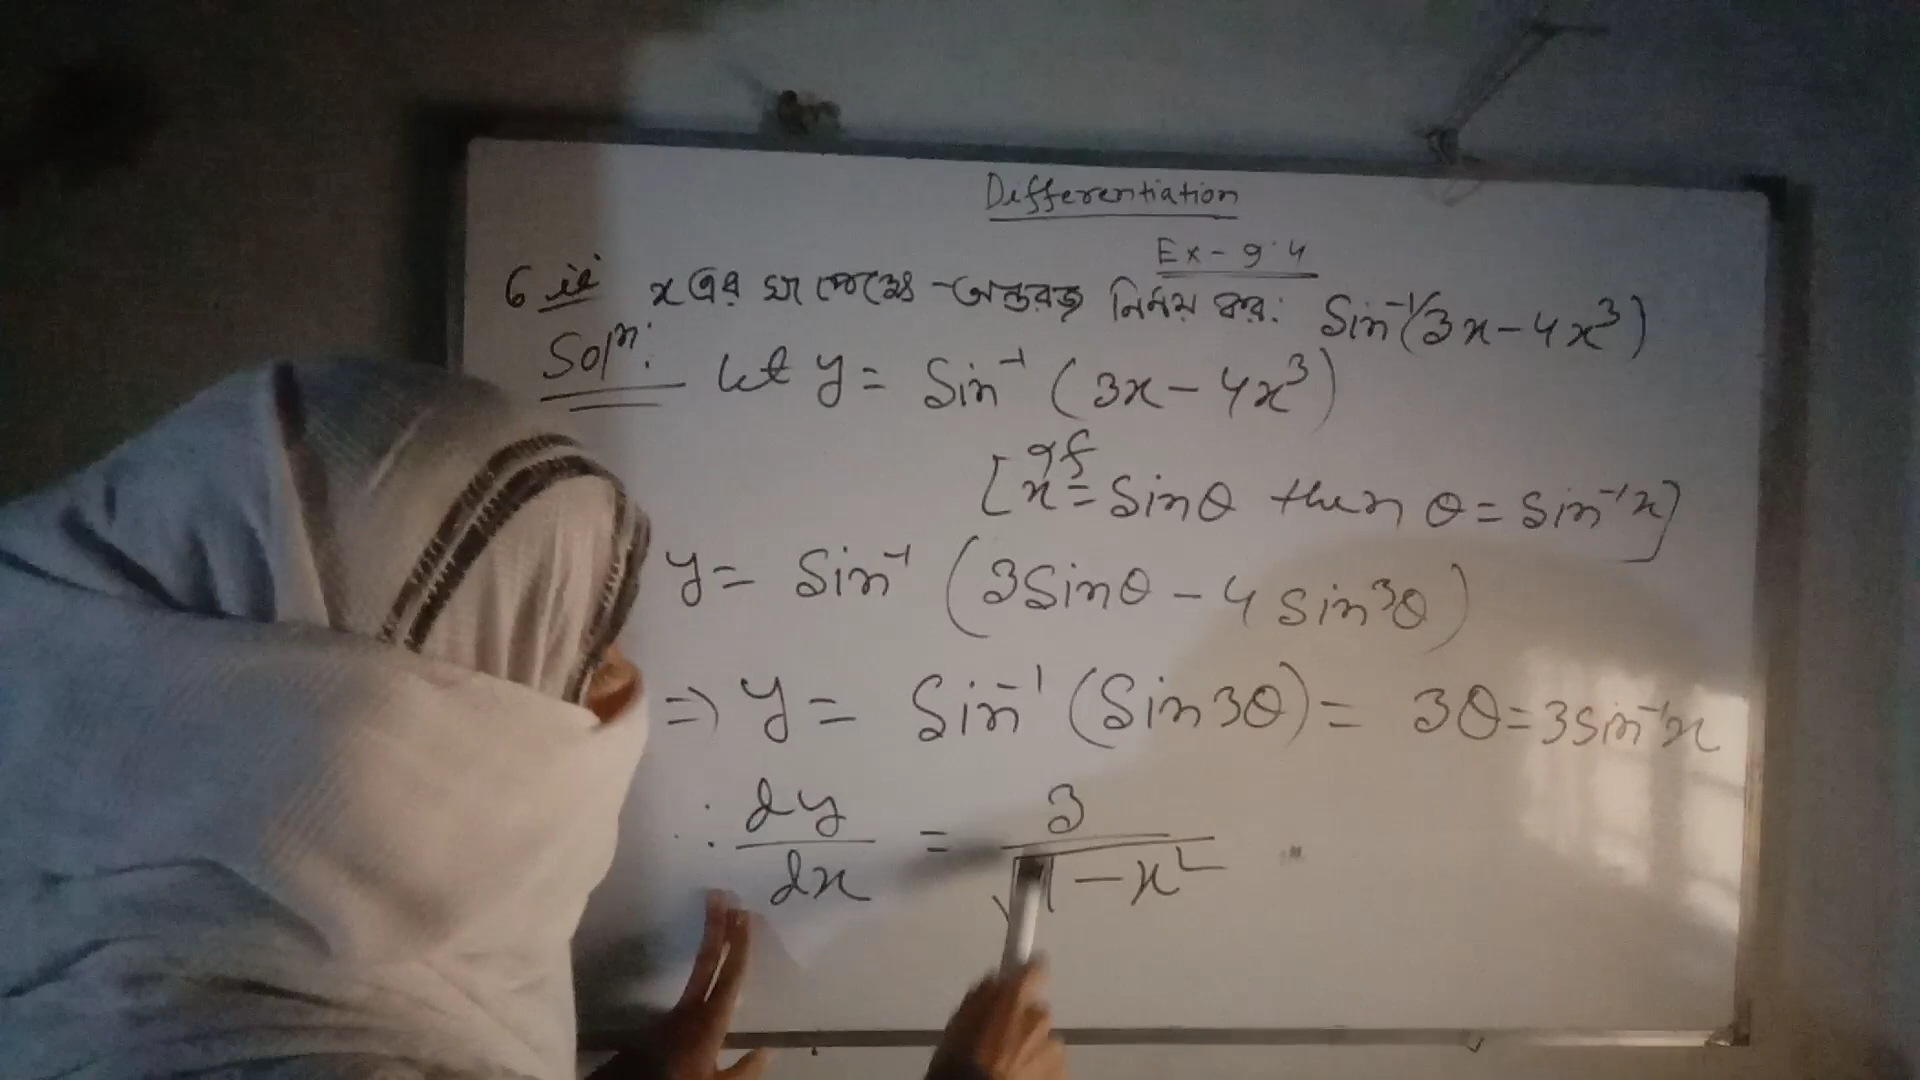 Differentiation
Ex - 9.4
6 ii x এর সাপেক্ষে অন্তরজ নির্ণয় কর: Sin⁻¹(3x - 4x³)
Solⁿ: Let y = Sin⁻¹ (3x - 4x³)
[If x = Sinθ then θ = Sin⁻¹x]
y = Sin⁻¹ (3Sinθ - 4 Sin³θ)
⇒ y = Sin⁻¹ (Sin3θ) = 3θ = 3Sin⁻¹x
∴ dy/dx = 3/√(1 - x²)